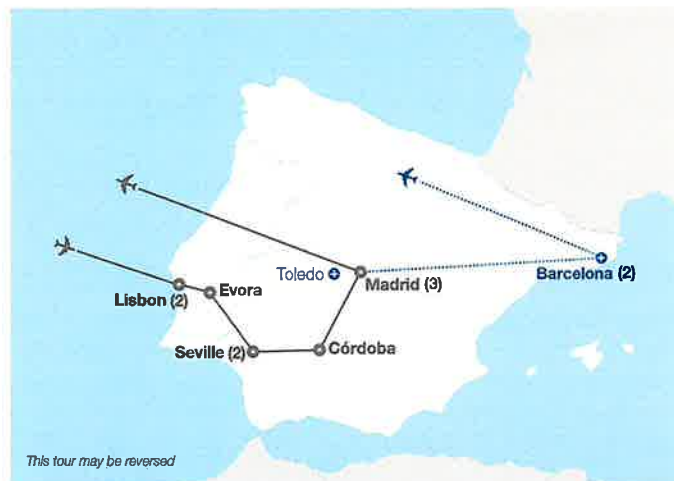 Toledo
Madrid (3)
Barcelona (2)
Lisbon (2)
Evora
Seville (2)
Córdoba
This tour may be reversed